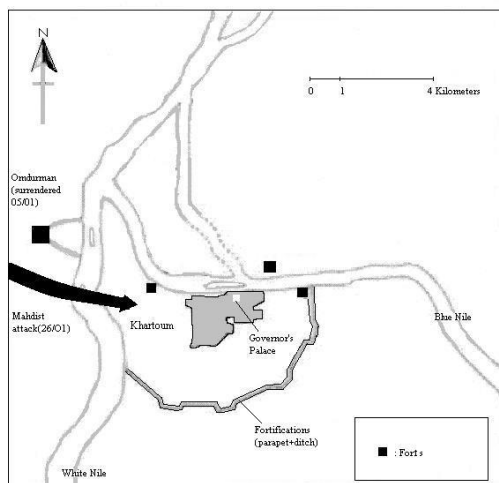 N
0 1 4 Kilometers
Omdurman
(surrendered
05/01)
Mahdist
attack(26/01)
Khartoum
Governor's
Palace
Blue Nile
Fortifications
(parapet+ditch)
: Forts
White Nile